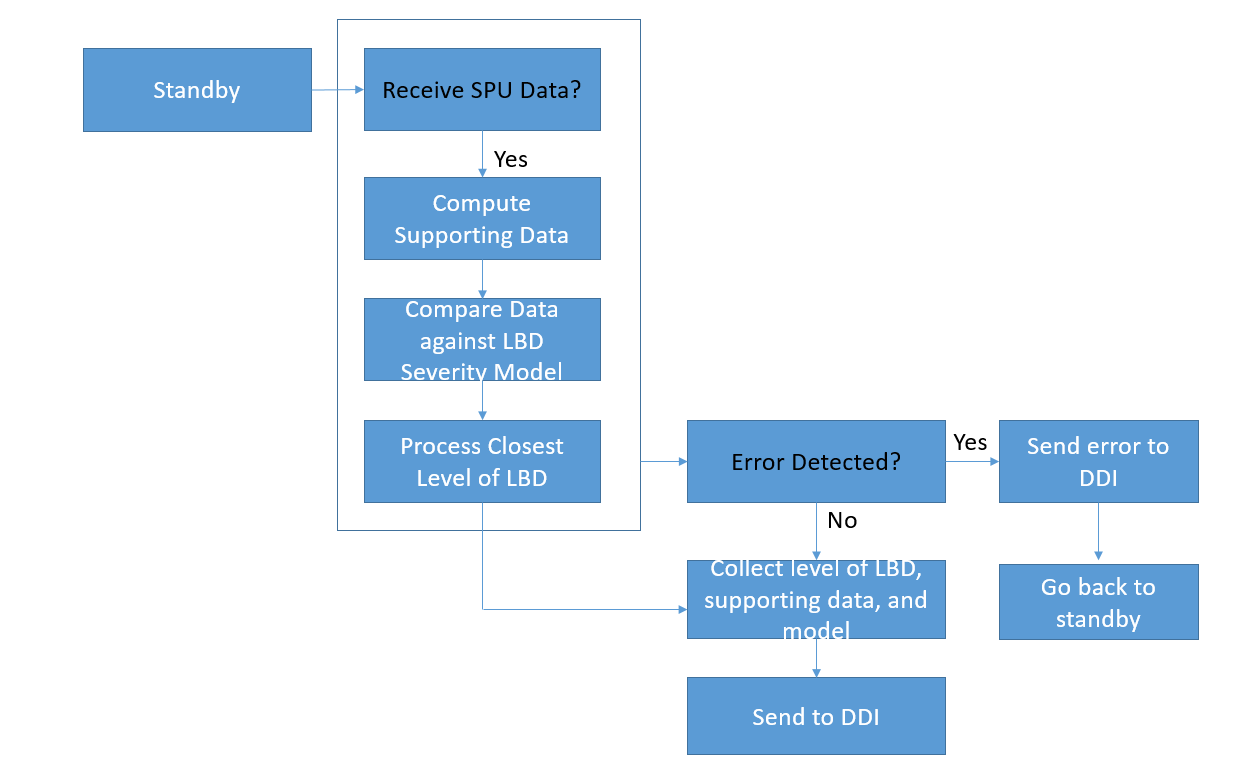 Standby
Receive SPU Data?
Yes
Compute
Supporting Data
Compare Data
against LBD
Severity Model
Process Closest
Level of LBD
Error Detected?
Yes
Send error to
DDI
No
Collect level of LBD,
supporting data, and
model
Go back to
standby
Send to DDI